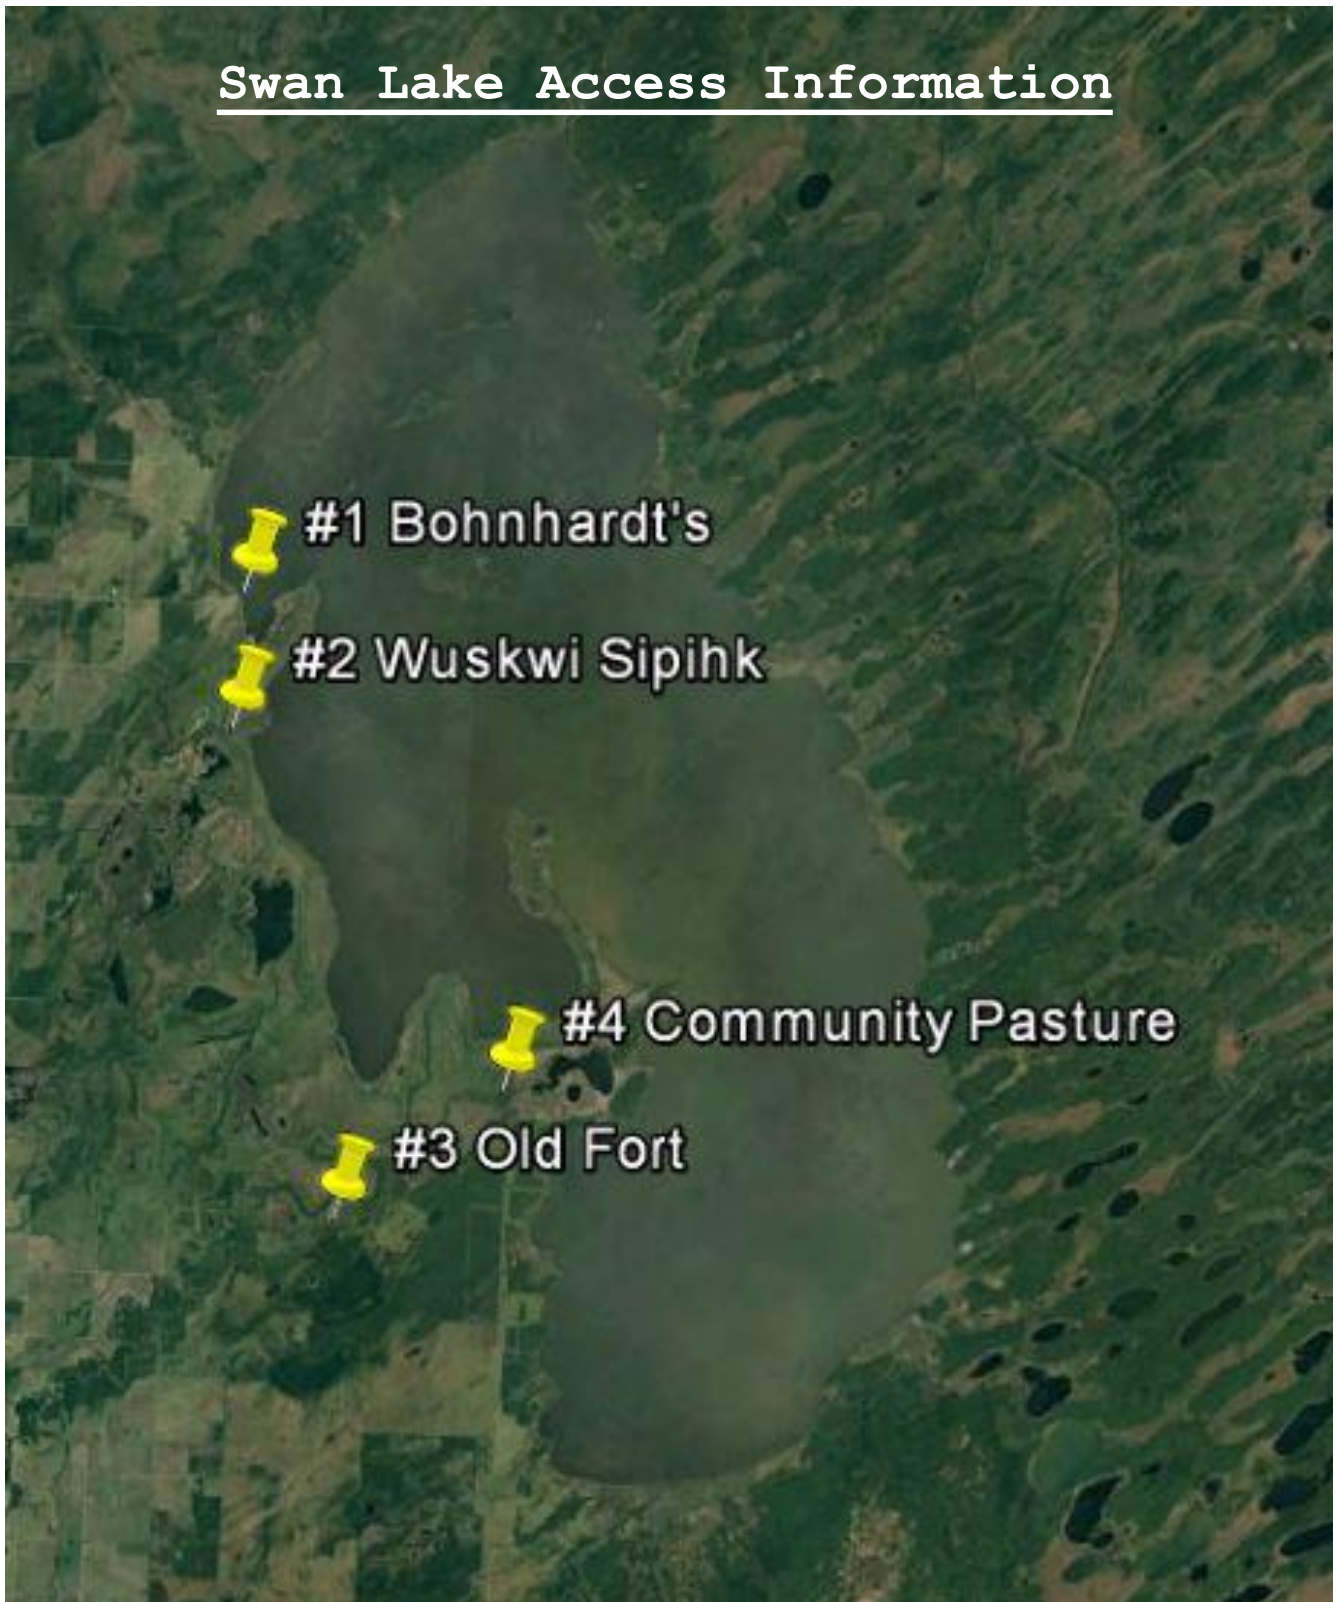 Swan Lake Access Information
#1 Bohnhardt's
#2 Wuskwi Sipihk
#4 Community Pasture
#3 Old Fort